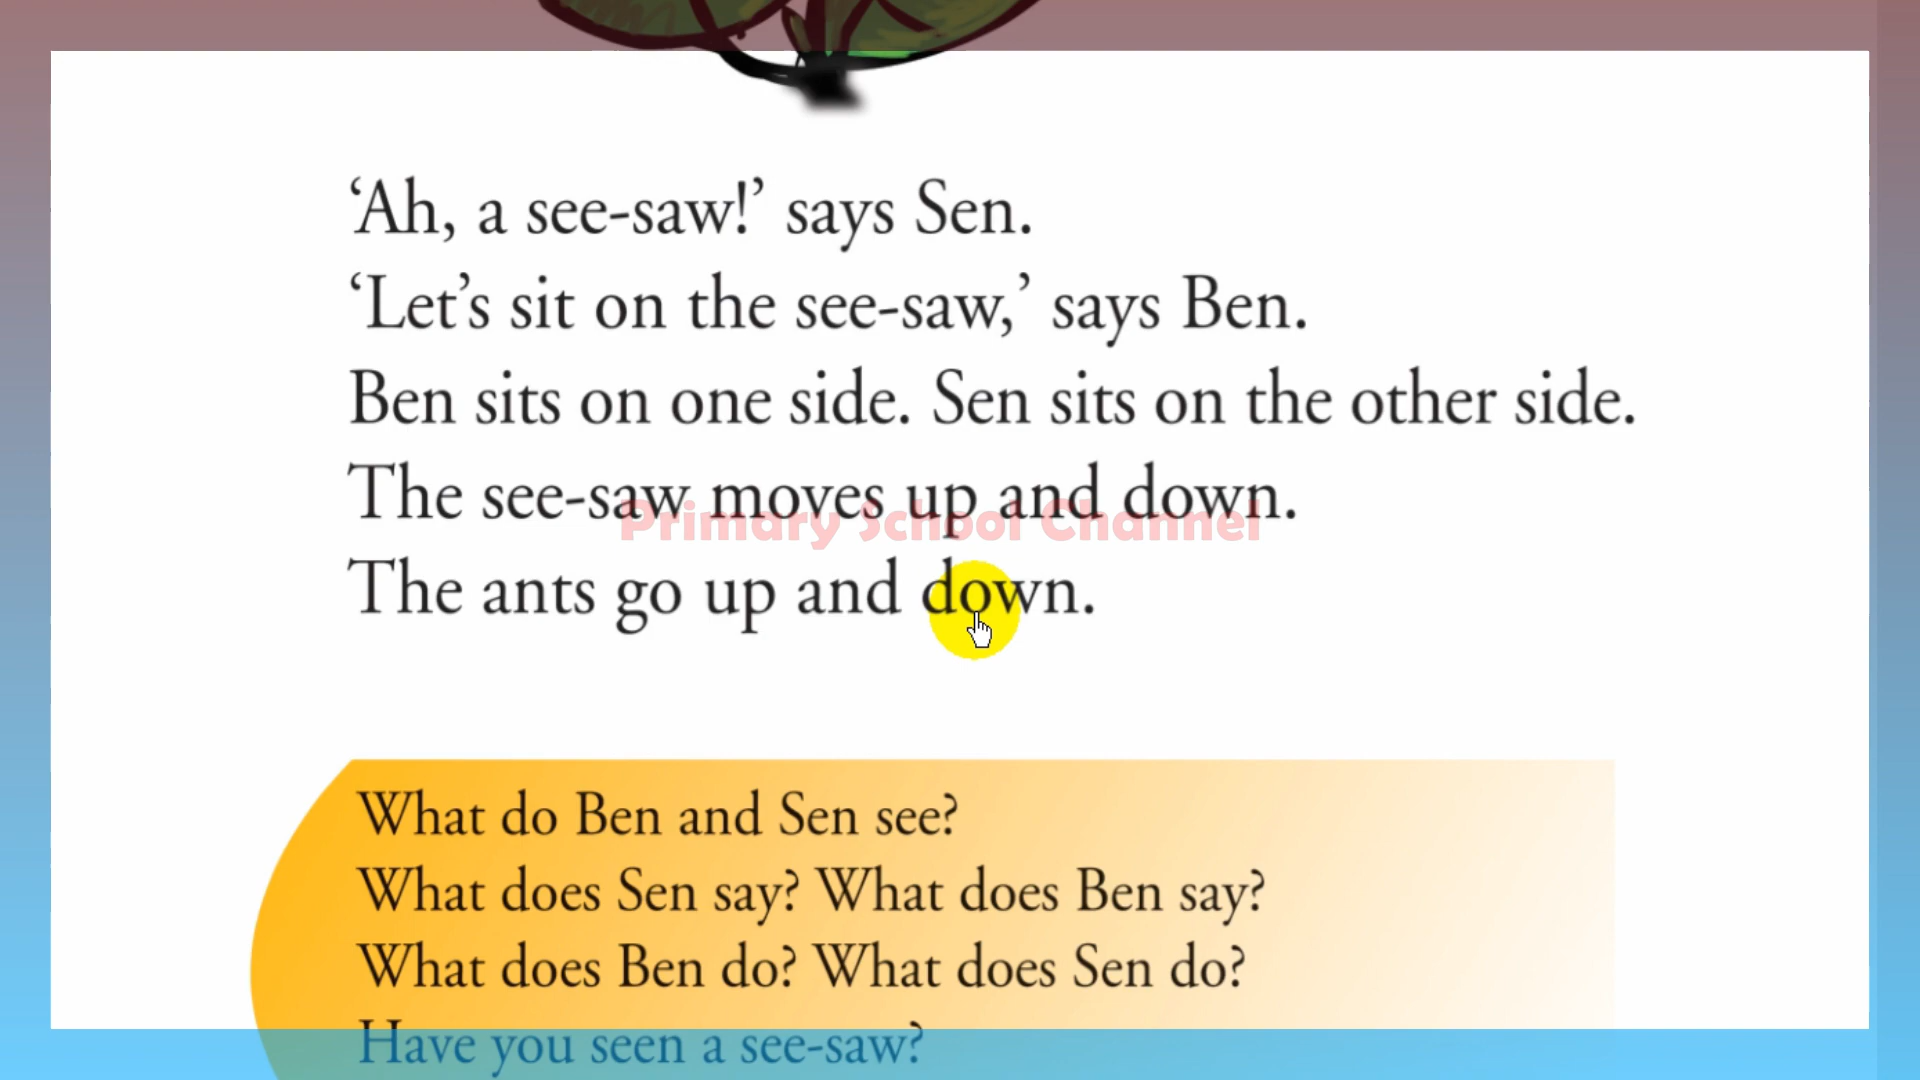 ‘Ah, a see-saw!’ says Sen.
‘Let’s sit on the see-saw,’ says Ben.
Ben sits on one side. Sen sits on the other side.
The see-saw moves up and down.
Primary School Channel
The ants go up and down.
What do Ben and Sen see?
What does Sen say? What does Ben say?
What does Ben do? What does Sen do?
Have you seen a see-saw?